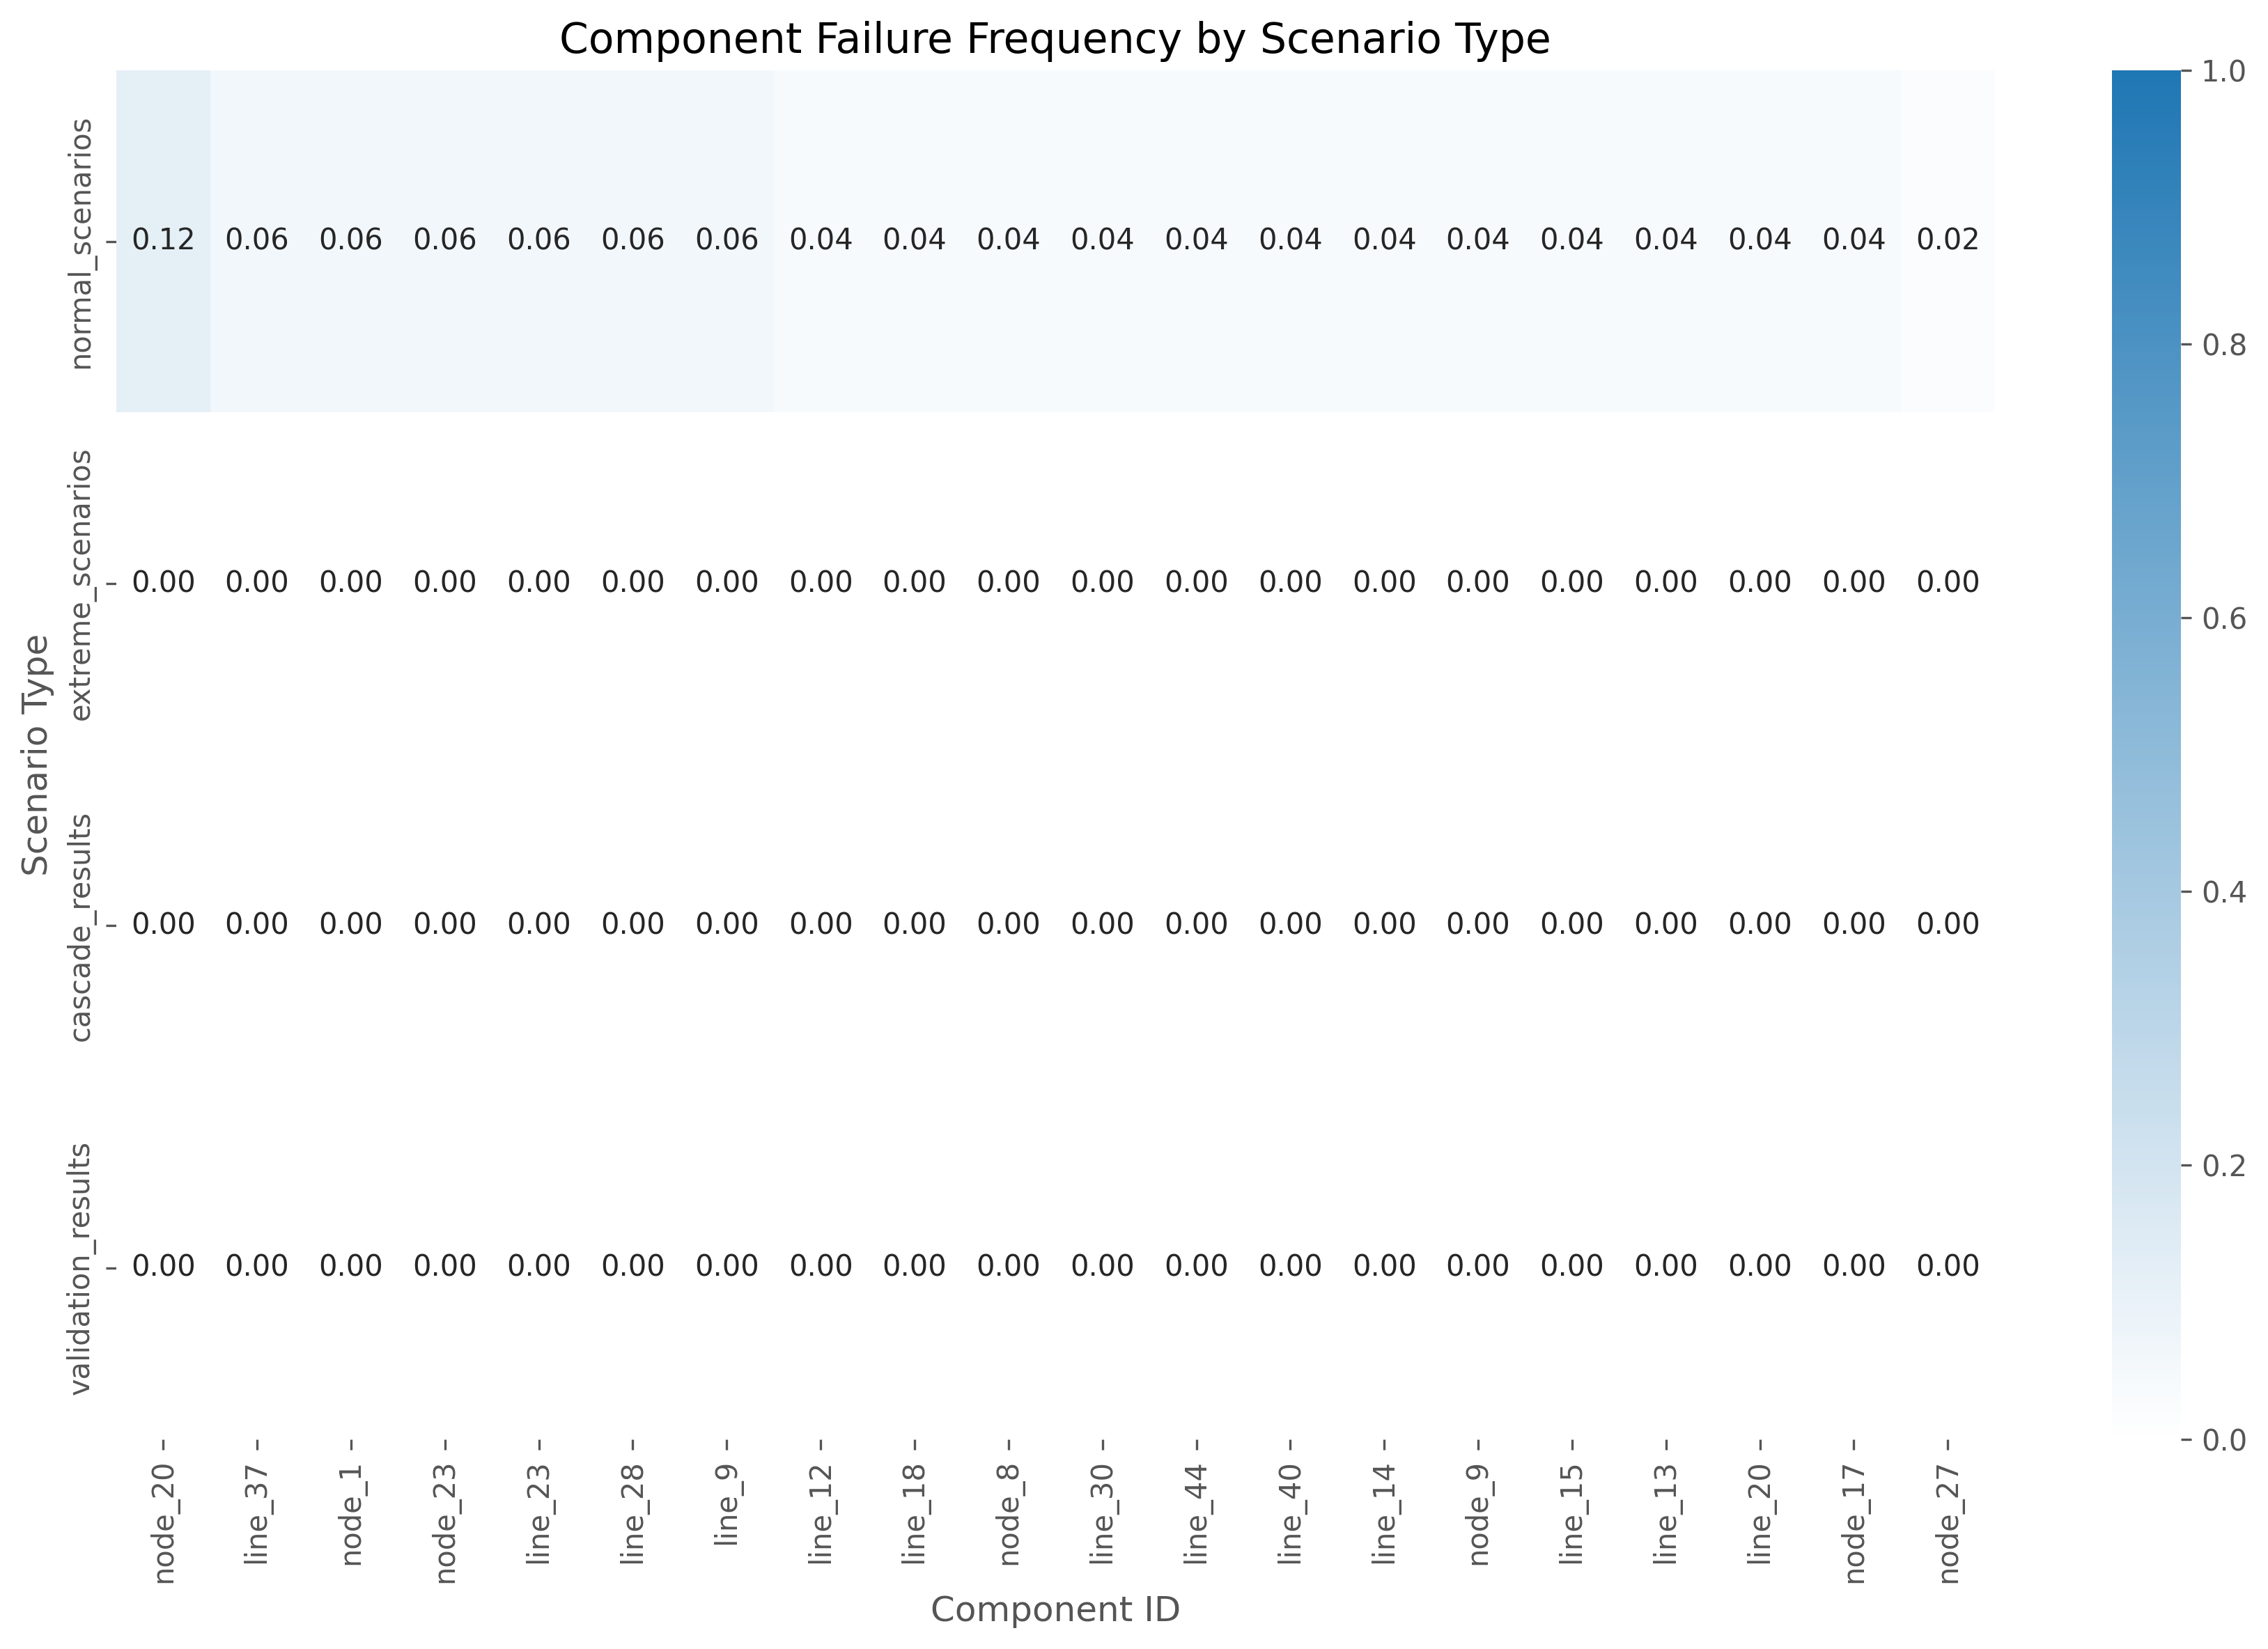 Component Failure Frequency by Scenario Type
Scenario Type
normal_scenarios
0.12 0.06 0.06 0.06 0.06 0.06 0.06 0.04 0.04 0.04 0.04 0.04 0.04 0.04 0.04 0.04 0.04 0.04 0.04 0.02
extreme_scenarios
0.00 0.00 0.00 0.00 0.00 0.00 0.00 0.00 0.00 0.00 0.00 0.00 0.00 0.00 0.00 0.00 0.00 0.00 0.00 0.00
cascade_results
0.00 0.00 0.00 0.00 0.00 0.00 0.00 0.00 0.00 0.00 0.00 0.00 0.00 0.00 0.00 0.00 0.00 0.00 0.00 0.00
validation_results
0.00 0.00 0.00 0.00 0.00 0.00 0.00 0.00 0.00 0.00 0.00 0.00 0.00 0.00 0.00 0.00 0.00 0.00 0.00 0.00
node_20
line_37
node_1
node_23
line_23
line_28
line_9
line_12
line_18
node_8
line_30
line_44
line_40
line_14
node_9
line_15
line_13
line_20
node_17
node_27
Component ID
1.0
0.8
0.6
0.4
0.2
0.0